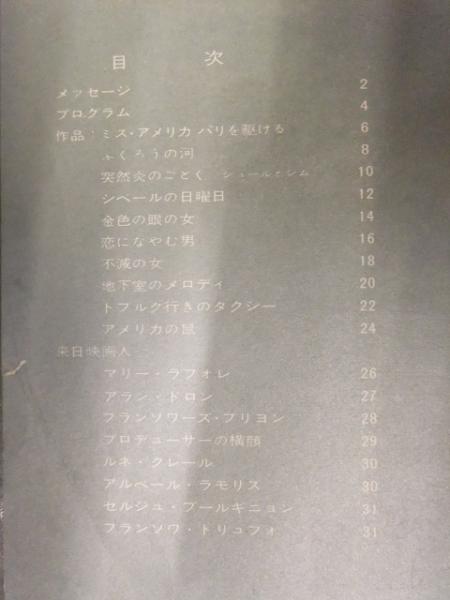 目次
メッセージ 2
プログラム 4
作品：ミス・アメリカ パリを駆ける 6
ふくろうの河 8
突然炎のごとく ジュールとジム 10
シベールの日曜日 12
金色の眼の女 14
恋になやむ男 16
不滅の女 18
地下室のメロディ 20
トブルク行きのタクシー 22
アメリカの鼠 24
来日映画人
マリー・ラフォレ 26
アラン・ドロン 27
フランソワーズ・ブリヨン 28
プロデューサーの横顔 29
ルネ・クレール 30
アルベール・ラモリス 30
セルジュ・ブールギニョン 31
フランソワ・トリュフォ 31